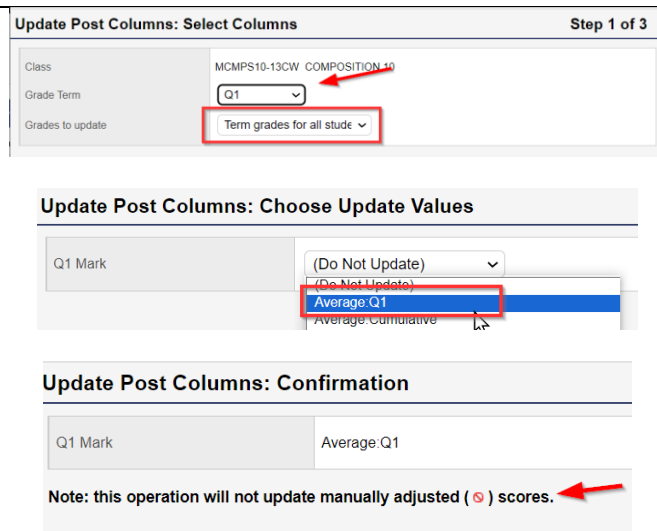 Update Post Columns: Select Columns Step 1 of 3
Class MCMPS10-13CW COMPOSITION 10
Grade Term Q1
Grades to update Term grades for all stude
Update Post Columns: Choose Update Values
Q1 Mark (Do Not Update)
(Do Not Update)
Average:Q1
Average:Cumulative
Update Post Columns: Confirmation
Q1 Mark Average:Q1
Note: this operation will not update manually adjusted ( 🚫 ) scores.